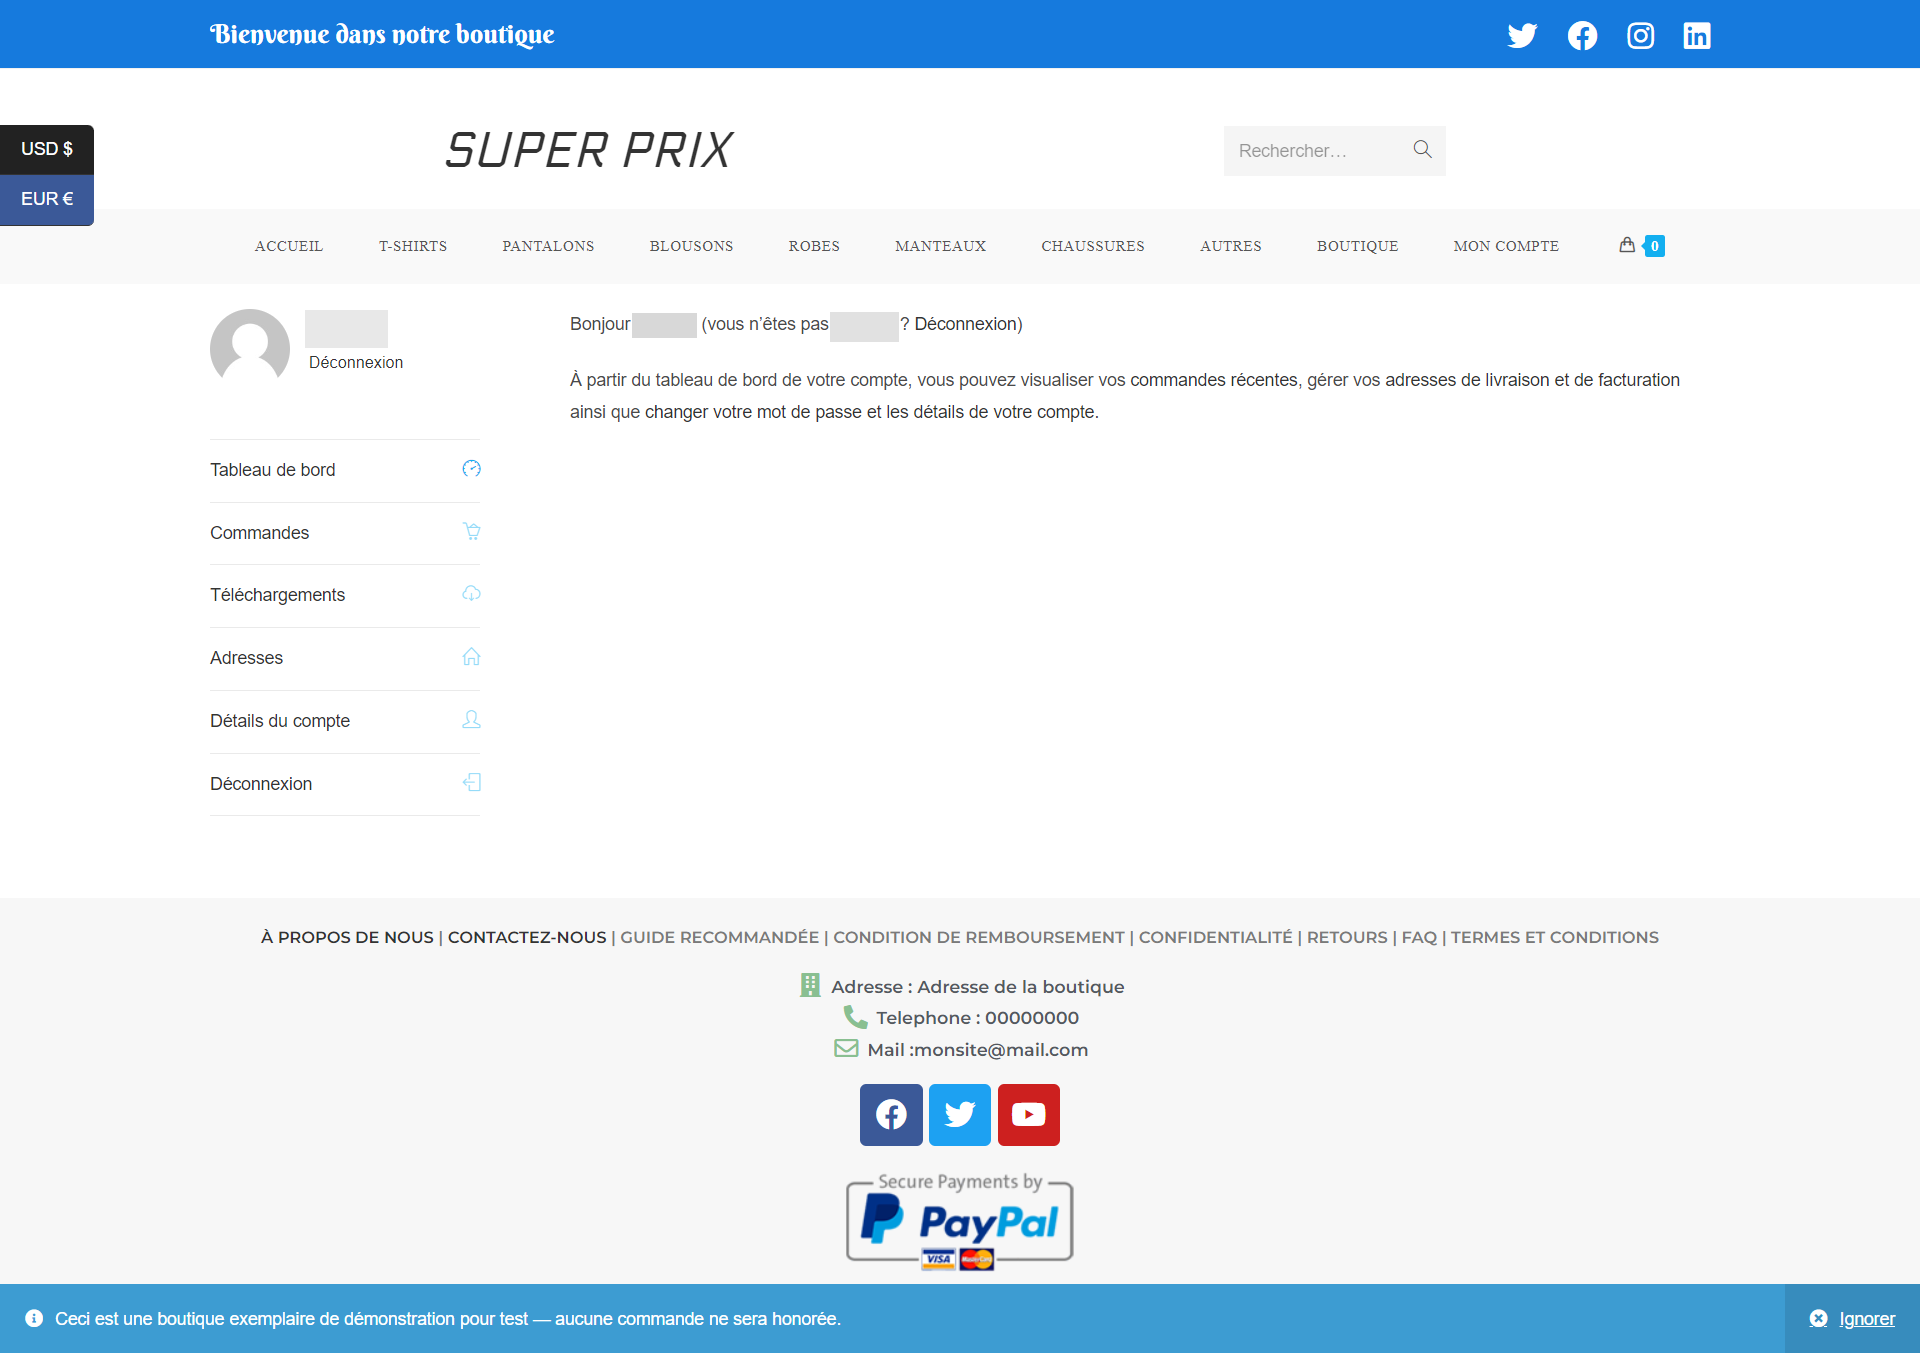 Bienvenue dans notre boutique
USD $
EUR €
SUPER PRIX
Rechercher...
ACCUEIL T-SHIRTS PANTALONS BLOUSONS ROBES MANTEAUX CHAUSSURES AUTRES BOUTIQUE MON COMPTE 0
Déconnexion
Bonjour (vous n’êtes pas ? Déconnexion)
À partir du tableau de bord de votre compte, vous pouvez visualiser vos commandes récentes, gérer vos adresses de livraison et de facturation
ainsi que changer votre mot de passe et les détails de votre compte.
Tableau de bord
Commandes
Téléchargements
Adresses
Détails du compte
Déconnexion
À PROPOS DE NOUS | CONTACTEZ-NOUS | GUIDE RECOMMANDÉE | CONDITION DE REMBOURSEMENT | CONFIDENTIALITÉ | RETOURS | FAQ | TERMES ET CONDITIONS
Adresse : Adresse de la boutique
Telephone : 00000000
Mail :monsite@mail.com
Secure Payments by
PayPal
VISA MasterCard
Ceci est une boutique exemplaire de démonstration pour test — aucune commande ne sera honorée.
Ignorer